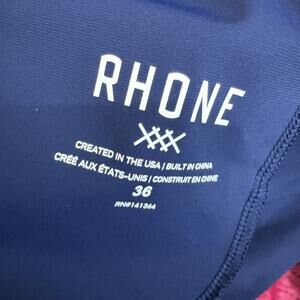 RHONE
CREATED IN THE USA / BUILT IN CHINA
CRÉÉ AUX ÉTATS-UNIS / CONSTRUIT EN CHINE
36
RN#141364